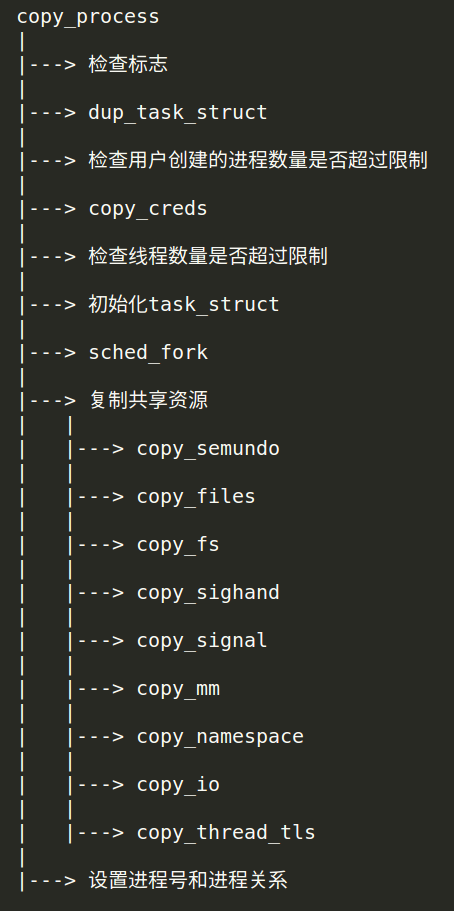 copy_process
|
|---> 检查标志
|
|---> dup_task_struct
|
|---> 检查用户创建的进程数量是否超过限制
|
|---> copy_creds
|
|---> 检查线程数量是否超过限制
|
|---> 初始化task_struct
|
|---> sched_fork
|
|---> 复制共享资源
|   |
|   |---> copy_semundo
|   |
|   |---> copy_files
|   |
|   |---> copy_fs
|   |
|   |---> copy_sighand
|   |
|   |---> copy_signal
|   |
|   |---> copy_mm
|   |
|   |---> copy_namespace
|   |
|   |---> copy_io
|   |
|   |---> copy_thread_tls
|
|---> 设置进程号和进程关系